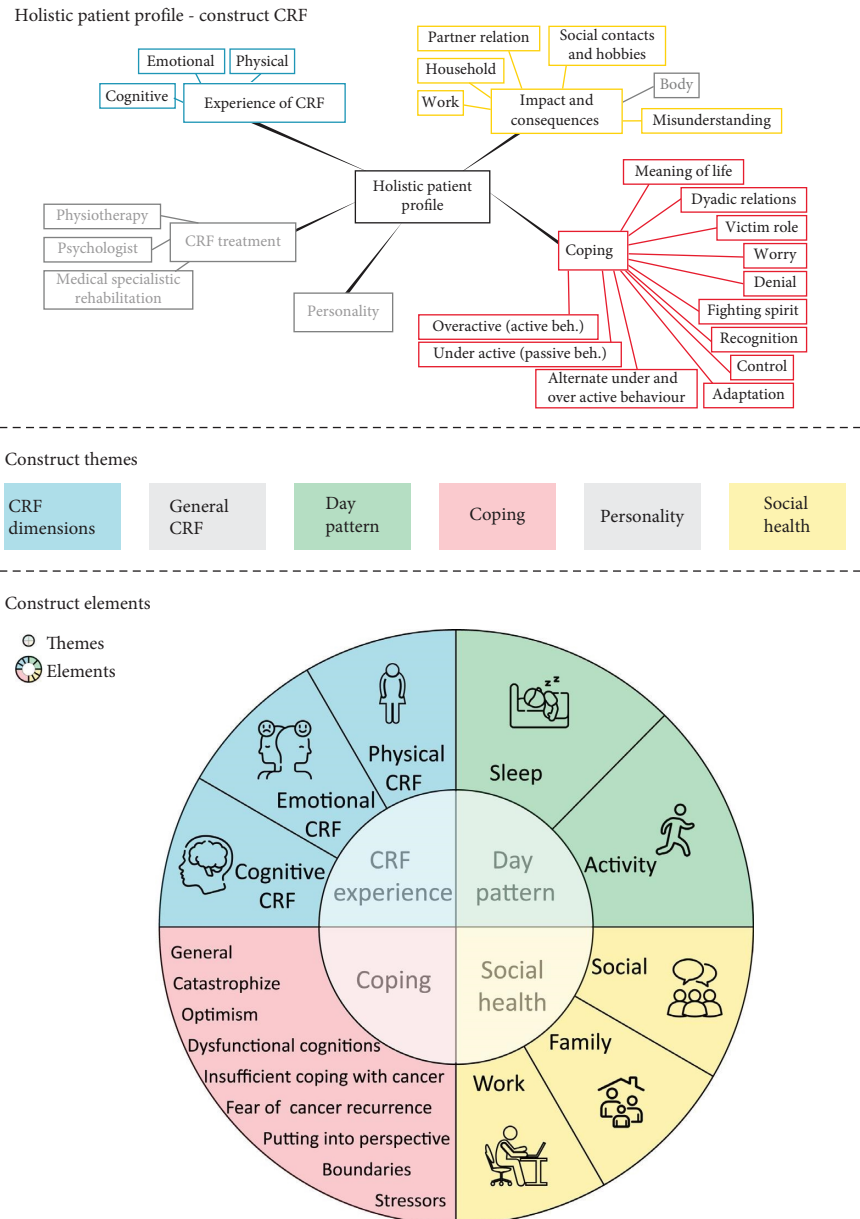 Holistic patient profile - construct CRF
Emotional
Physical
Cognitive
Experience of CRF
Partner relation
Social contacts
and hobbies
Household
Work
Impact and
consequences
Body
Misunderstanding
Holistic patient
profile
Physiotherapy
Psychologist
Medical specialistic
rehabilitation
CRF treatment
Personality
Coping
Meaning of life
Dyadic relations
Victim role
Worry
Denial
Fighting spirit
Recognition
Control
Adaptation
Overactive (active beh.)
Under active (passive beh.)
Alternate under and
over active behaviour
Construct themes
CRF
dimensions
General
CRF
Day
pattern
Coping
Personality
Social
health
Construct elements
Themes
Elements
Physical
CRF
Emotional
CRF
Cognitive
CRF
z z
Sleep
Activity
CRF
experience
Day
pattern
Coping
Social
health
General
Catastrophize
Optimism
Dysfunctional cognitions
Insufficient coping with cancer
Fear of cancer recurrence
Putting into perspective
Boundaries
Stressors
Social
Family
Work